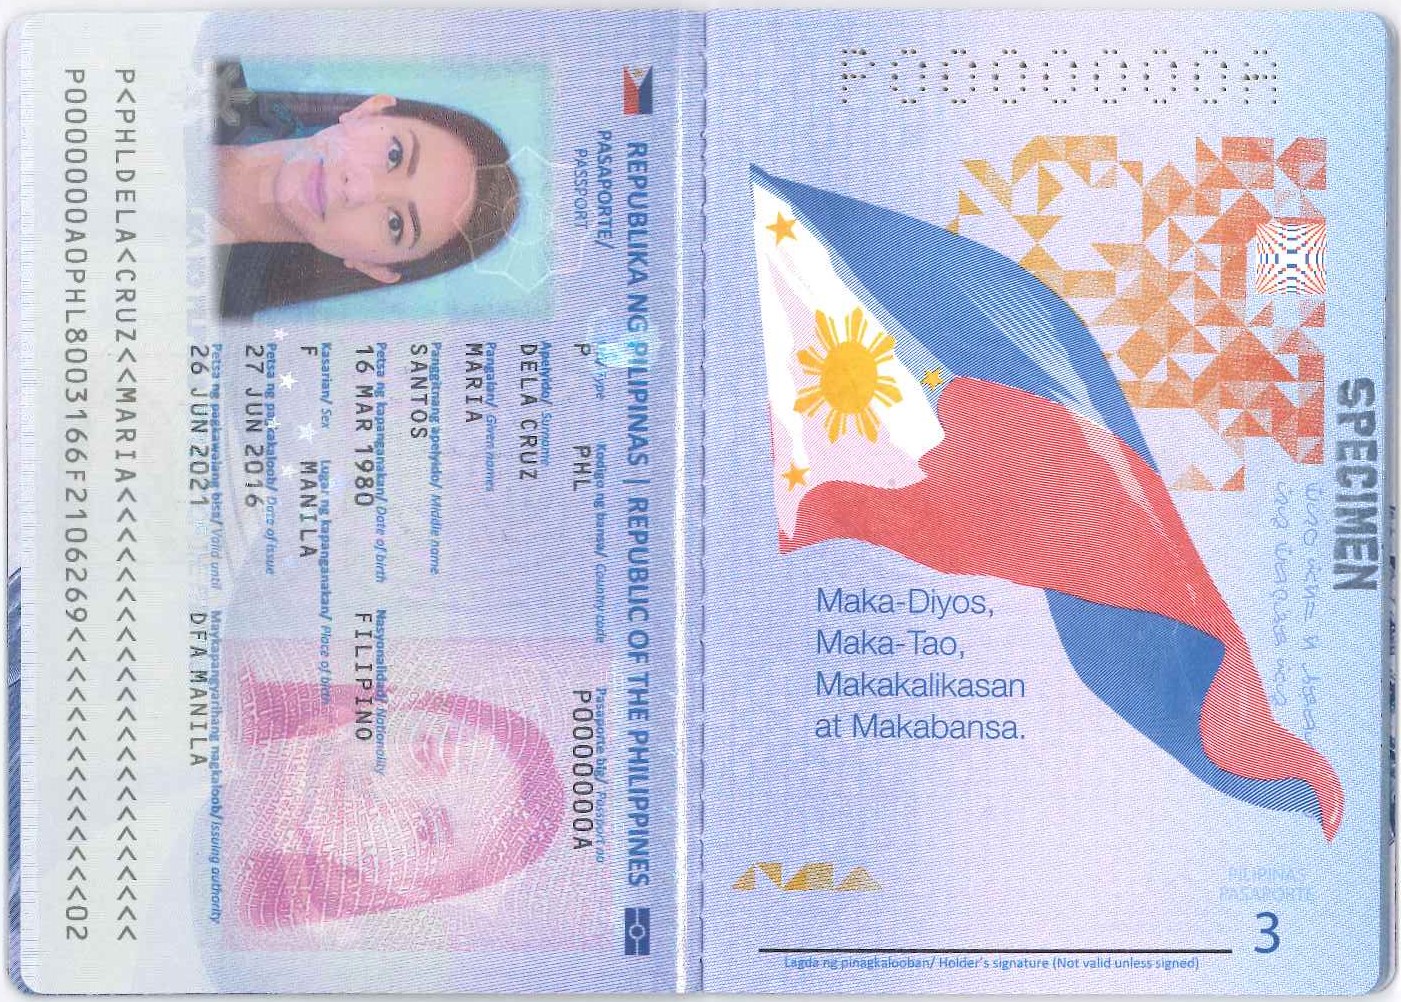 SPECIMEN
P0000000A
3
Maka-Diyos,
Maka-Tao,
Makakalikasan
at Makabansa.
Lagda ng pinagkalooban/ Holder's signature (Not valid unless signed)
REPUBLIKA NG PILIPINAS | REPUBLIC OF THE PHILIPPINES
PASAPORTE/
PASSPORT
Type Kodigo ng bansa/ Country code Pasaporte blg/ Passport no
P PHL P0000000A
Apelyido/ Surname
DELA CRUZ
Pangalan/ Given names
MARIA
Panggitnang apelyido/ Middle name
SANTOS
Petsa ng kapanganakan/ Date of birth Nasyonalidad/ Nationality
16 MAR 1980 FILIPINO
Kasarian/ Sex Lugar ng kapanganakan/ Place of birth
F MANILA
Petsa ng pagkakaloob/ Date of issue
27 JUN 2016
Petsa ng pagkawalang bisa/ Valid until Maykapangyarihang nagkaloob/ Issuing authority
26 JUN 2021 DFA MANILA
P<PHLDELA<CRUZ<<MARIA<<<<<<<<<<<<<<<<<<<<<<<
P0000000A0PHL8003166F2106269<<<<<<<<<<<<<<02